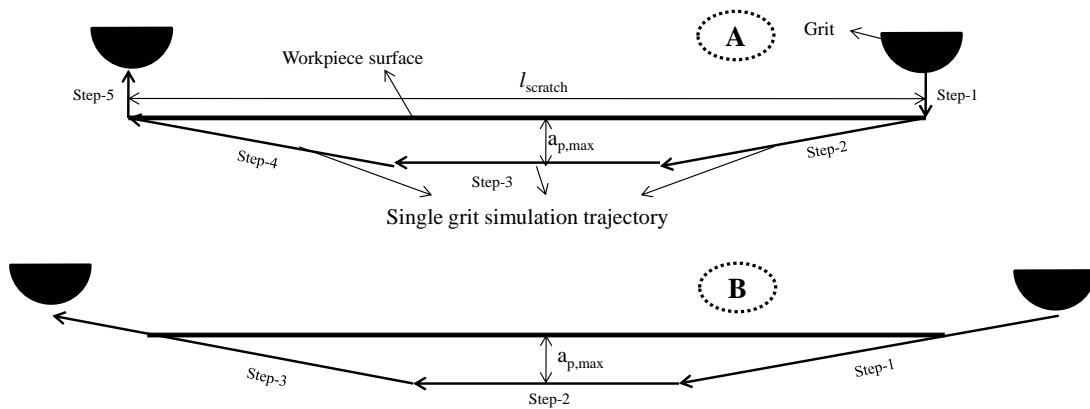 A
Grit
Workpiece surface
l_scratch
Step-5
Step-1
a_p,max
Step-4
Step-2
Step-3
Single grit simulation trajectory
B
a_p,max
Step-3
Step-1
Step-2